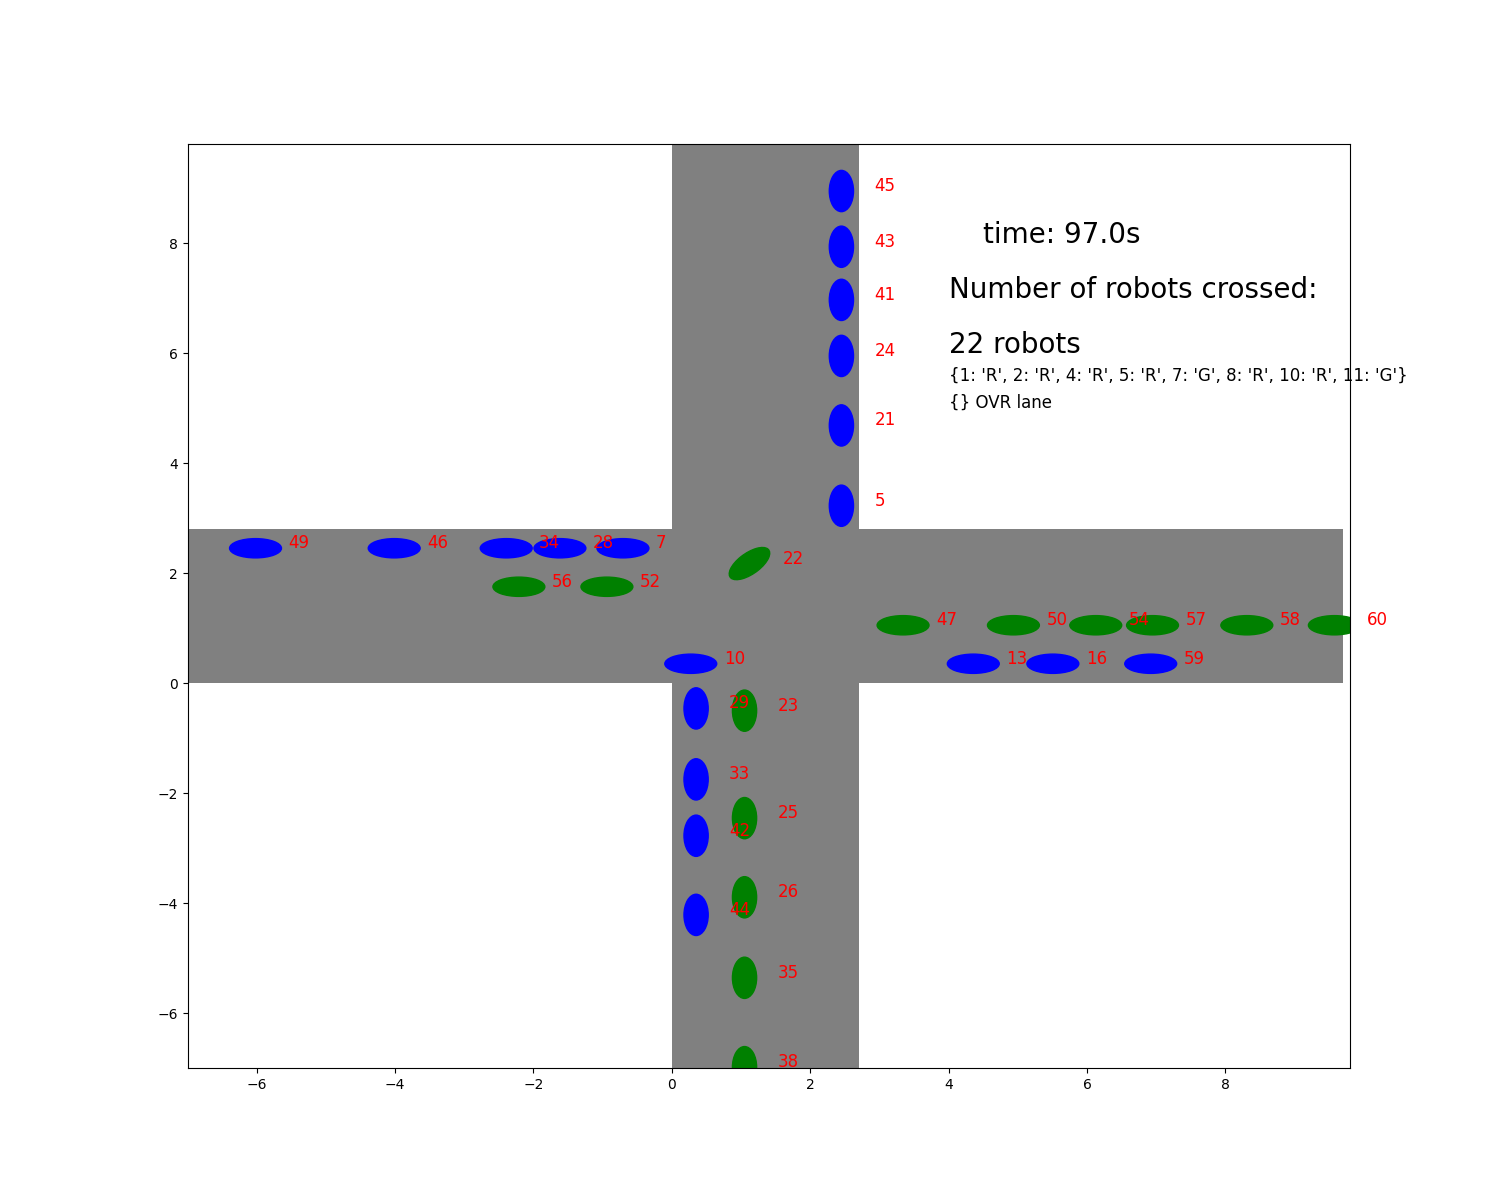 45
time: 97.0s
43
8
Number of robots crossed:
41
22 robots
24
6
{1: 'R', 2: 'R', 4: 'R', 5: 'R', 7: 'G', 8: 'R', 10: 'R', 11: 'G'}
{} OVR lane
21
4
5
49 46 34 28 7
22
2
56 52
47 50 54 57 58 60
10 13 16 59
0
29 23
33
−2
25
42
26
−4
44
35
−6
38
−6 −4 −2 0 2 4 6 8